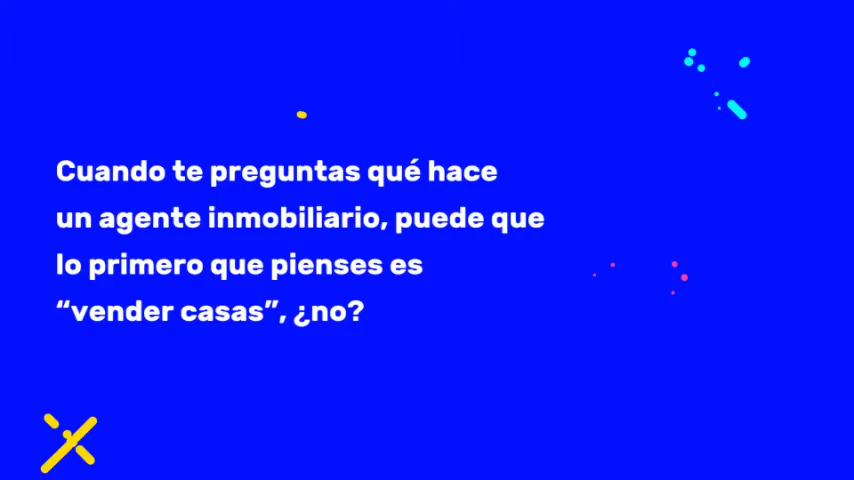 Cuando te preguntas qué hace
un agente inmobiliario, puede que
lo primero que pienses es
“vender casas”, ¿no?